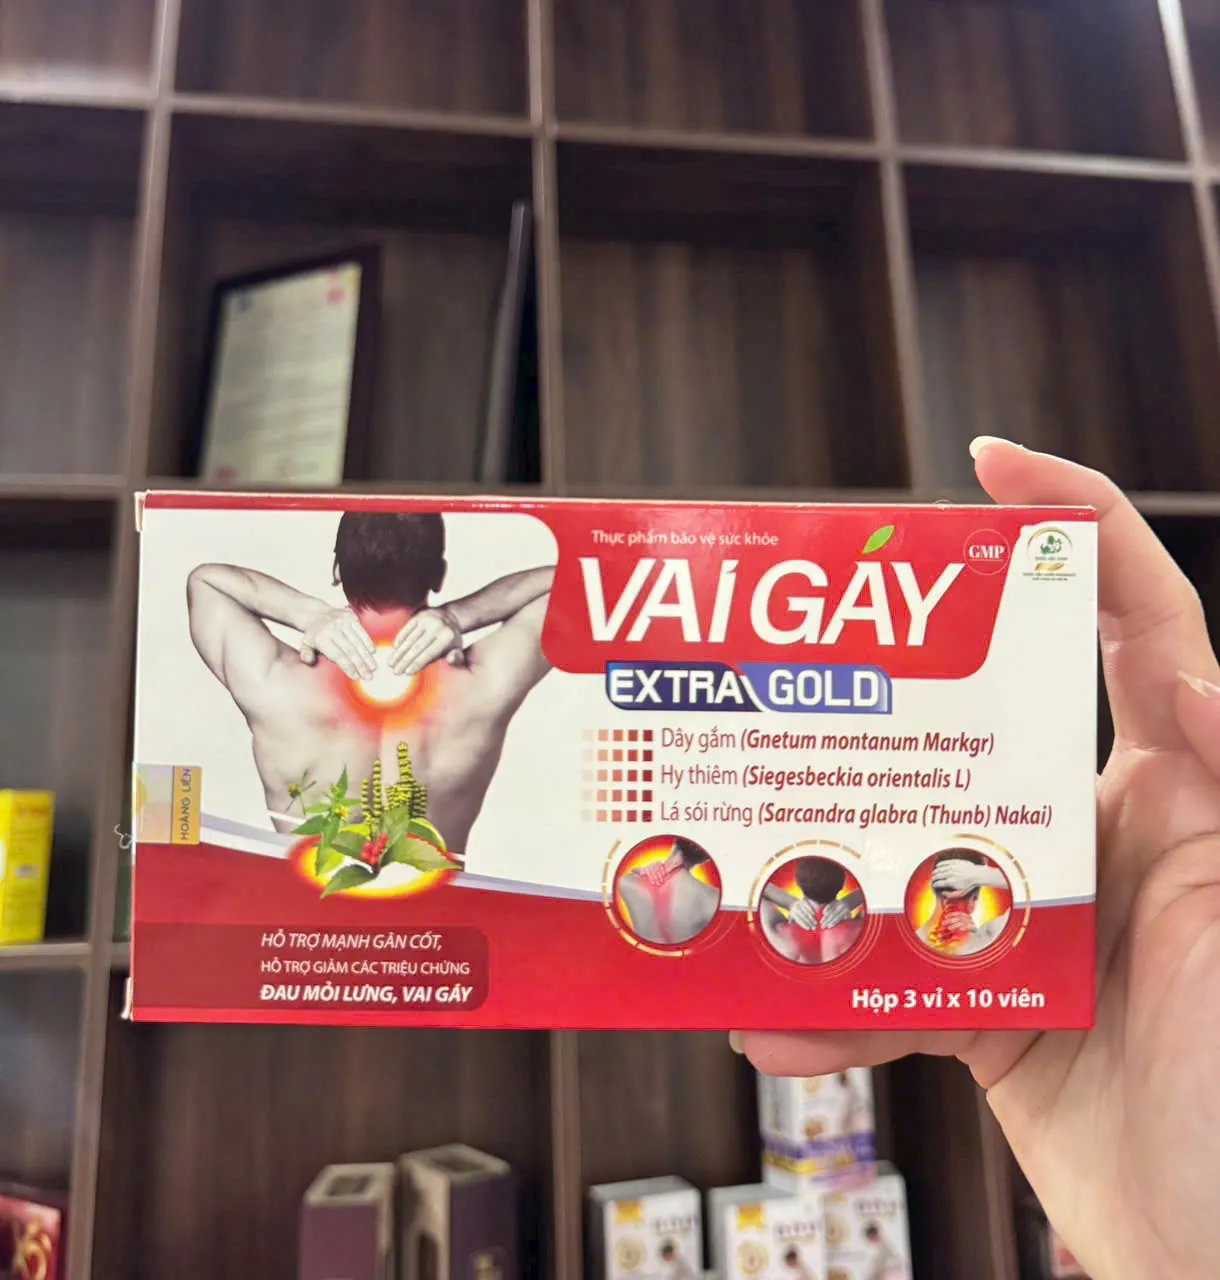 Thực phẩm bảo vệ sức khỏe
VAI GÁY
GMP
EXTRA GOLD
Dây gắm (Gnetum montanum Markgr)
Hy thiêm (Siegesbeckia orientalis L)
Lá sói rừng (Sarcandra glabra (Thunb) Nakai)
HOÀNG LIÊN
HỖ TRỢ MẠNH GÂN CỐT,
HỖ TRỢ GIẢM CÁC TRIỆU CHỨNG
ĐAU MỎI LƯNG, VAI GÁY
Hộp 3 vỉ x 10 viên